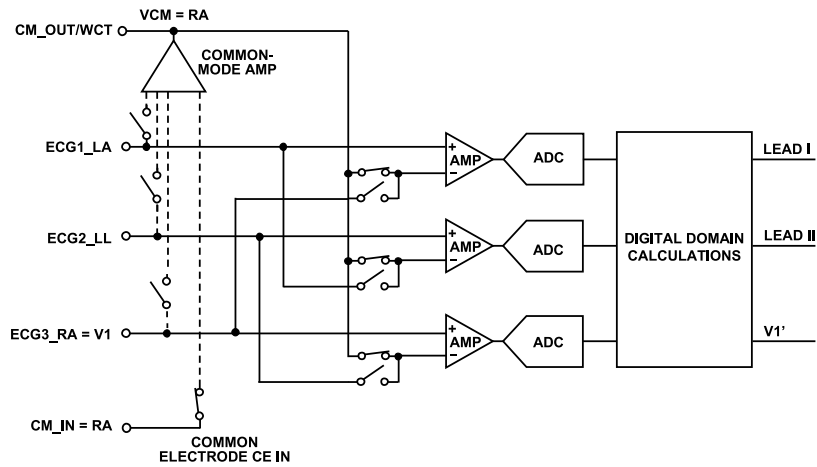 VCM = RA
CM_OUT/WCT
COMMON-
MODE AMP
ECG1_LA
+
AMP
–
ADC
LEAD I
ECG2_LL
+
AMP
–
ADC
DIGITAL DOMAIN
CALCULATIONS
LEAD II
ECG3_RA = V1
+
AMP
–
ADC
V1'
CM_IN = RA
COMMON
ELECTRODE CE IN